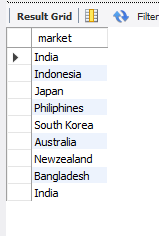 Result Grid Filter
market
India
Indonesia
Japan
Philiphines
South Korea
Australia
Newzealand
Bangladesh
India